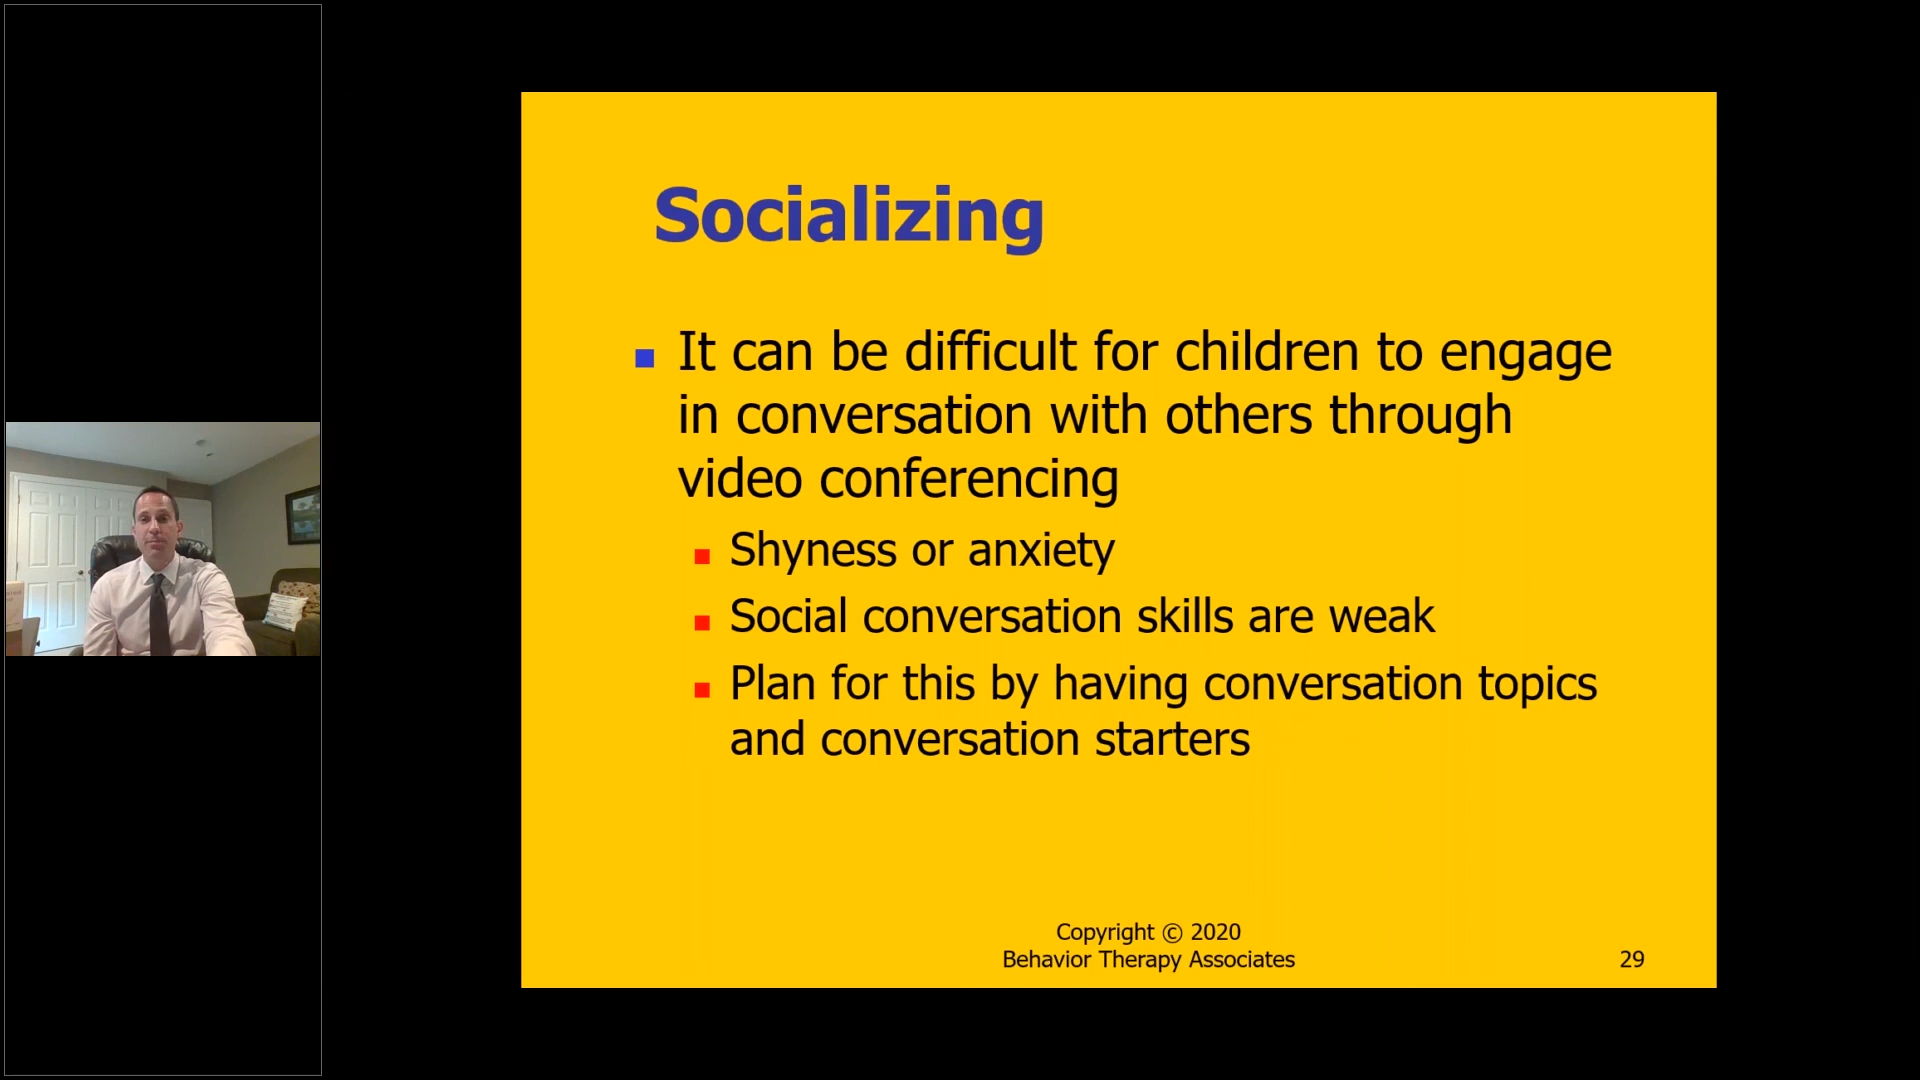 Socializing
It can be difficult for children to engage
in conversation with others through
video conferencing
Shyness or anxiety
Social conversation skills are weak
Plan for this by having conversation topics
and conversation starters
Copyright © 2020
Behavior Therapy Associates
29